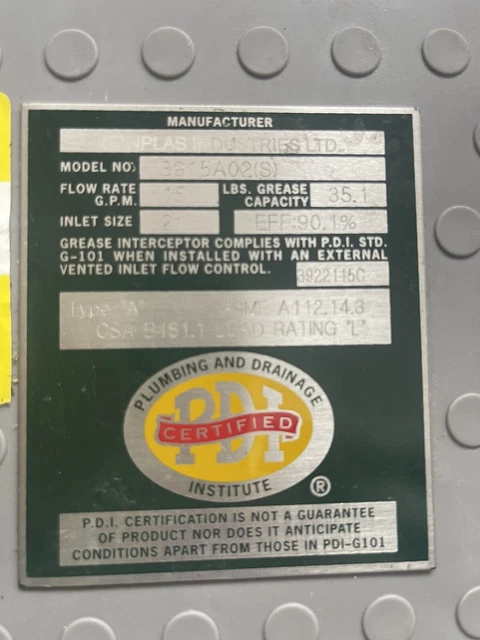 MANUFACTURER
INDUSTRIES LTD.
MODEL NO:
FLOW RATE
G.P.M.
15
LBS. GREASE
CAPACITY
35.1
INLET SIZE
2"
EFF:90.1%
GREASE INTERCEPTOR COMPLIES WITH P.D.I. STD.
G-101 WHEN INSTALLED WITH AN EXTERNAL
VENTED INLET FLOW CONTROL.
3922115C
Type "A" ASME A112.14.3
CSA B481.1 LOAD RATING "L"
PLUMBING AND DRAINAGE
PDI
CERTIFIED
INSTITUTE
®
P.D.I. CERTIFICATION IS NOT A GUARANTEE
OF PRODUCT NOR DOES IT ANTICIPATE
CONDITIONS APART FROM THOSE IN PDI-G101